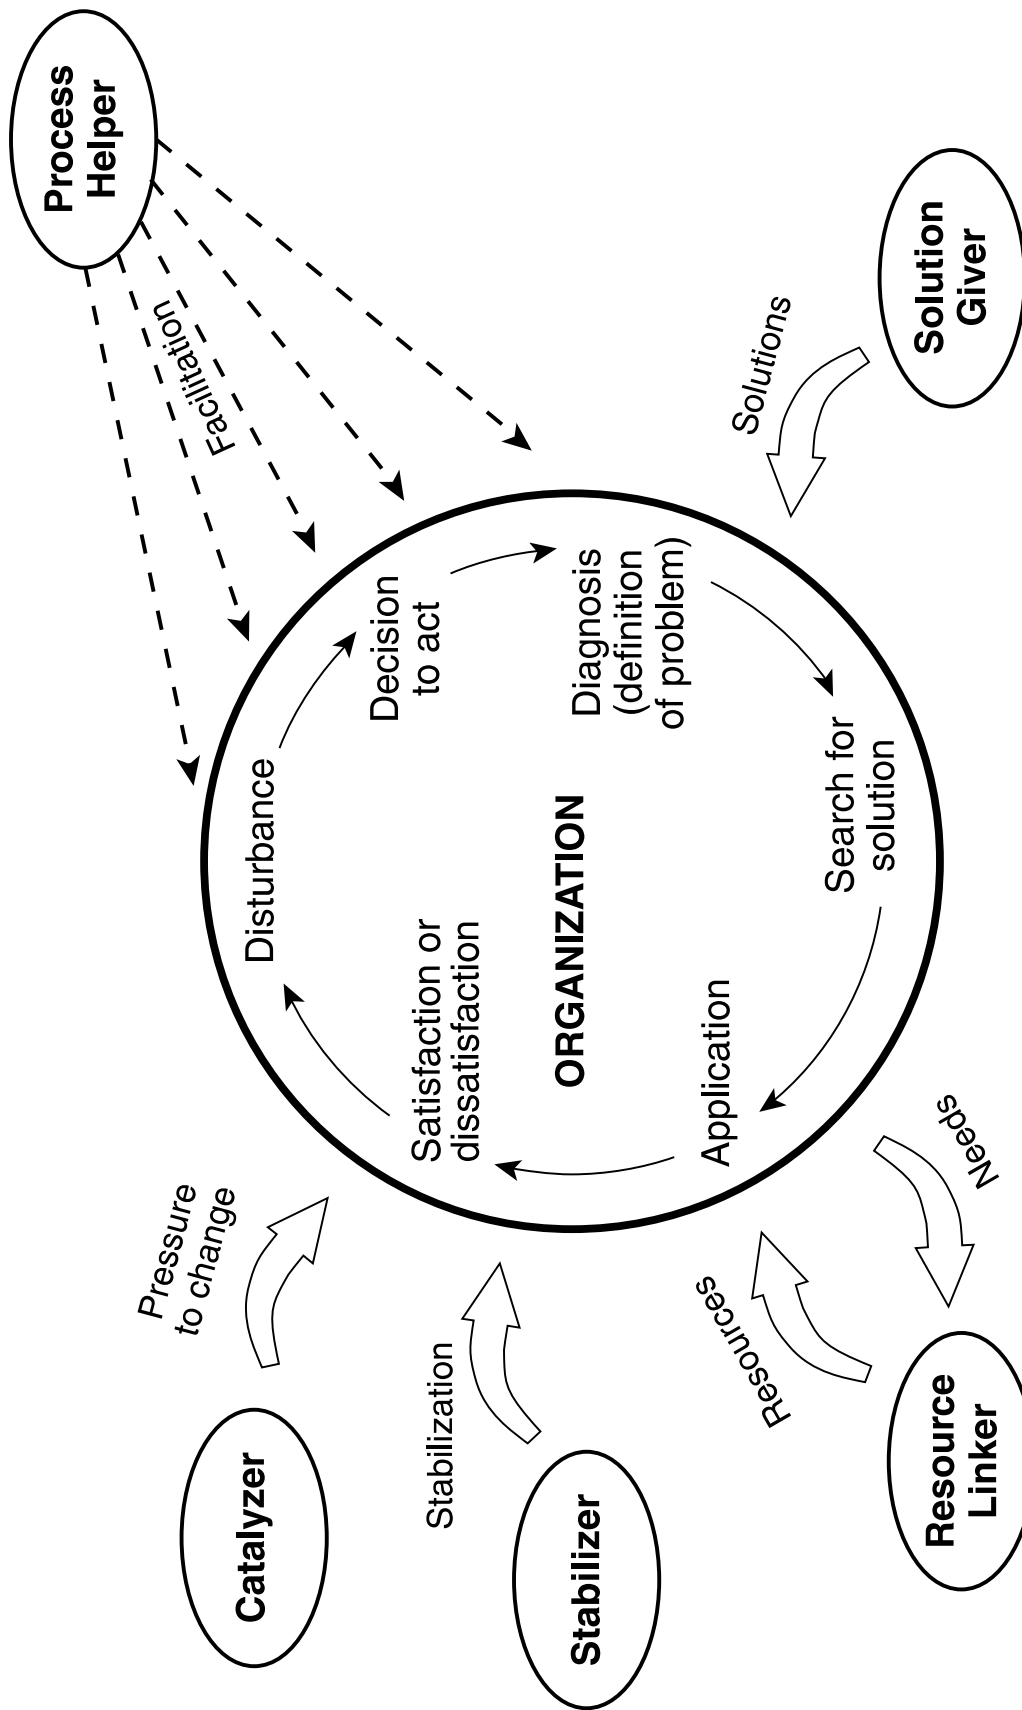 Process
Helper
Facilitation
Catalyzer
Pressure
to change
Disturbance
Decision
to act
Satisfaction or
dissatisfaction
Stabilization
Stabilizer
ORGANIZATION
Diagnosis
(definition
of problem)
Solutions
Solution
Giver
Application
Search for
solution
Resources
Needs
Resource
Linker